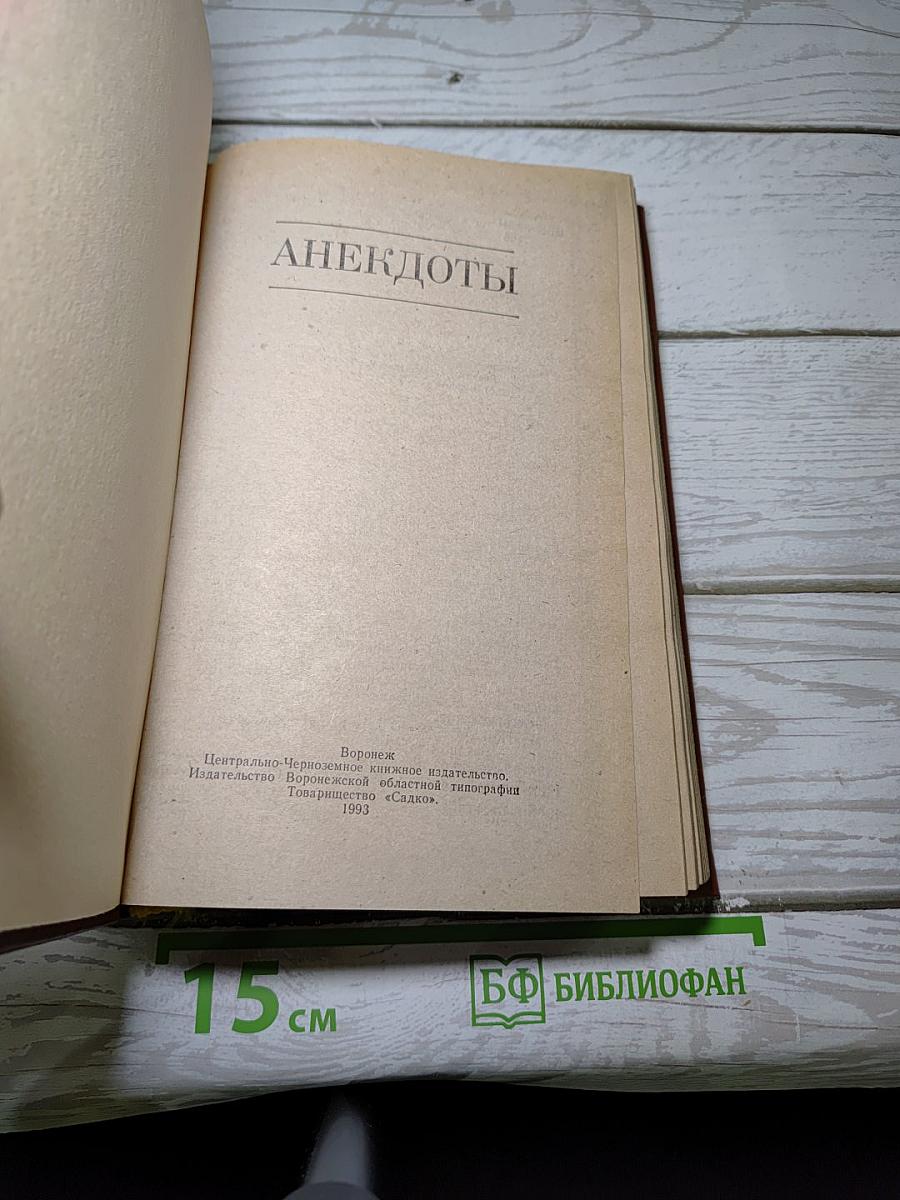 АНЕКДОТЫ
Воронеж
Центрально-Черноземное книжное издательство.
Издательство Воронежской областной типографии
Товарищество «Садко».
1993
15 см
БФ БИБЛИОФАН